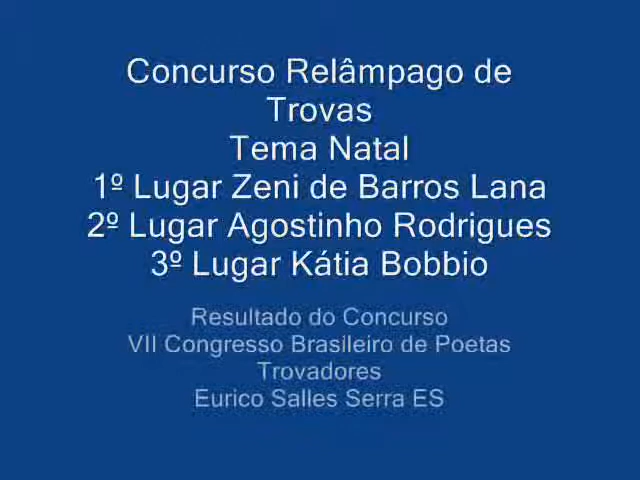 Concurso Relâmpago de
Trovas
Tema Natal
1º Lugar Zeni de Barros Lana
2º Lugar Agostinho Rodrigues
3º Lugar Kátia Bobbio
Resultado do Concurso
VII Congresso Brasileiro de Poetas
Trovadores
Eurico Salles Serra ES